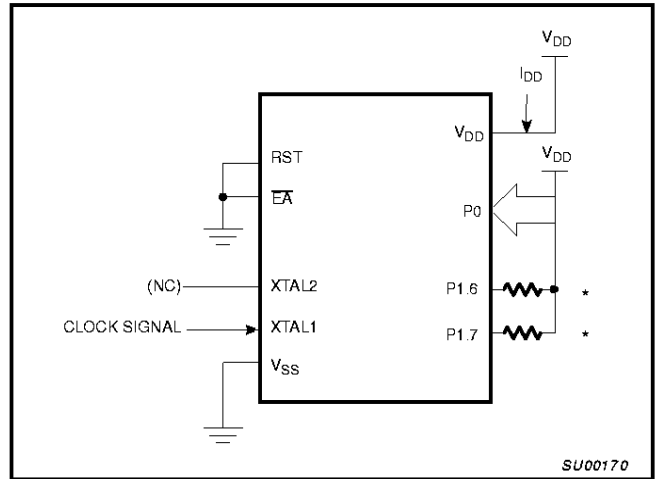 VDD
IDD
VDD
VDD
RST
EA
P0
(NC)
XTAL2
P1.6
*
CLOCK SIGNAL
XTAL1
P1.7
*
VSS
SU00170